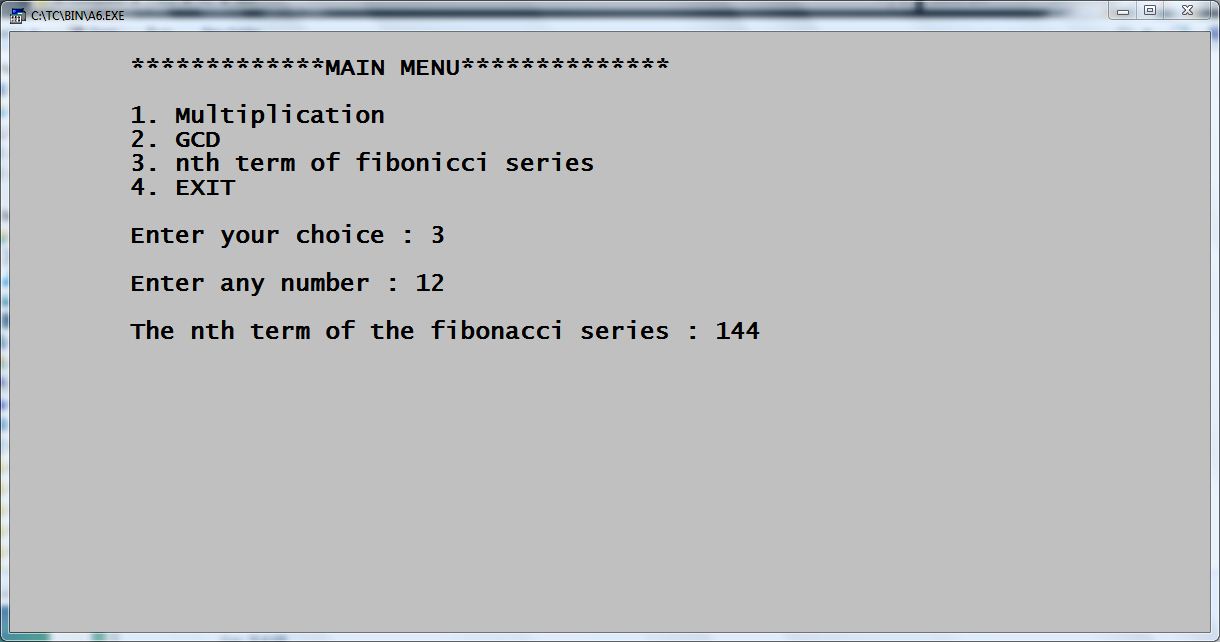 C:\TC\BIN\A6.EXE
*************MAIN MENU**************
1. Multiplication
2. GCD
3. nth term of fibonicci series
4. EXIT
Enter your choice : 3
Enter any number : 12
The nth term of the fibonacci series : 144